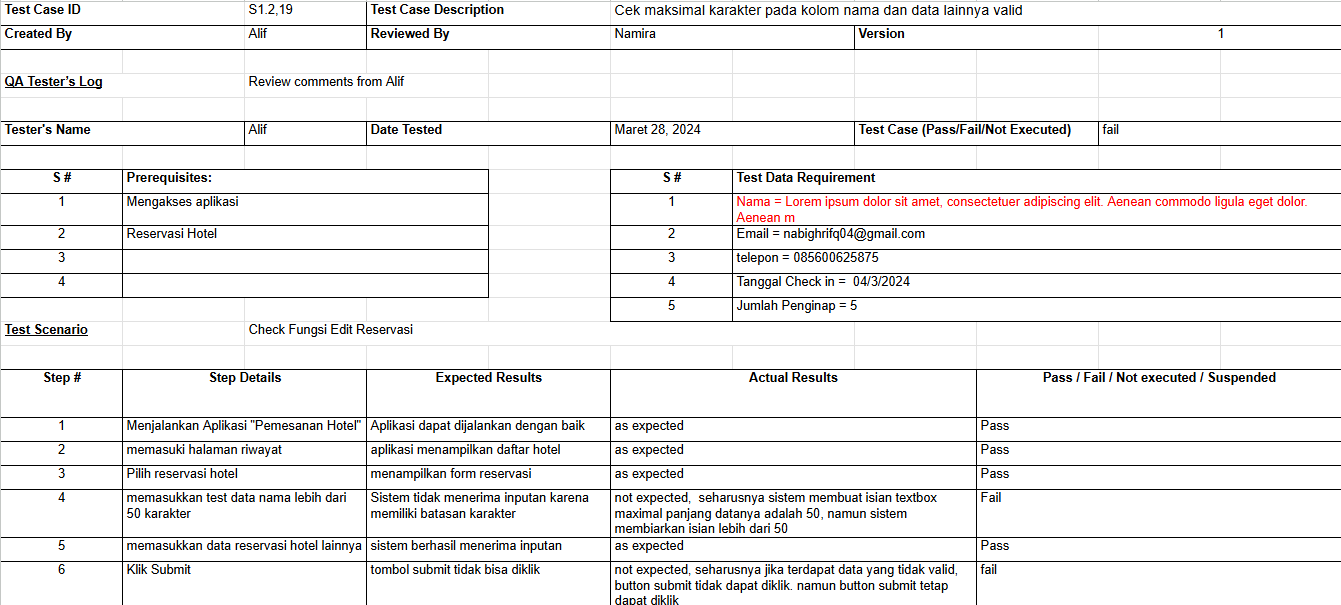 Test Case ID S1.2,19 Test Case Description Cek maksimal karakter pada kolom nama dan data lainnya valid
Created By Alif Reviewed By Namira Version 1
QA Tester's Log Review comments from Alif
Tester's Name Alif Date Tested Maret 28, 2024 Test Case (Pass/Fail/Not Executed) fail
S # Prerequisites: S # Test Data Requirement
1 Mengakses aplikasi 1 Nama = Lorem ipsum dolor sit amet, consectetuer adipiscing elit. Aenean commodo ligula eget dolor.
Aenean m
2 Reservasi Hotel 2 Email = nabighrifq04@gmail.com
3 3 telepon = 085600625875
4 4 Tanggal Check in =  04/3/2024
5 Jumlah Penginap = 5
Test Scenario Check Fungsi Edit Reservasi
Step # Step Details Expected Results Actual Results Pass / Fail / Not executed / Suspended
1 Menjalankan Aplikasi "Pemesanan Hotel" Aplikasi dapat dijalankan dengan baik as expected Pass
2 memasuki halaman riwayat aplikasi menampilkan daftar hotel as expected Pass
3 Pilih reservasi hotel menampilkan form reservasi as expected Pass
4 memasukkan test data nama lebih dari Sistem tidak menerima inputan karena not expected,  seharusnya sistem membuat isian textbox Fail
50 karakter memiliki batasan karakter maximal panjang datanya adalah 50, namun sistem
membiarkan isian lebih dari 50
5 memasukkan data reservasi hotel lainnya sistem berhasil menerima inputan as expected Pass
6 Klik Submit tombol submit tidak bisa diklik not expected, seharusnya jika terdapat data yang tidak valid, fail
button submit tidak dapat diklik. namun button submit tetap
dapat diklik